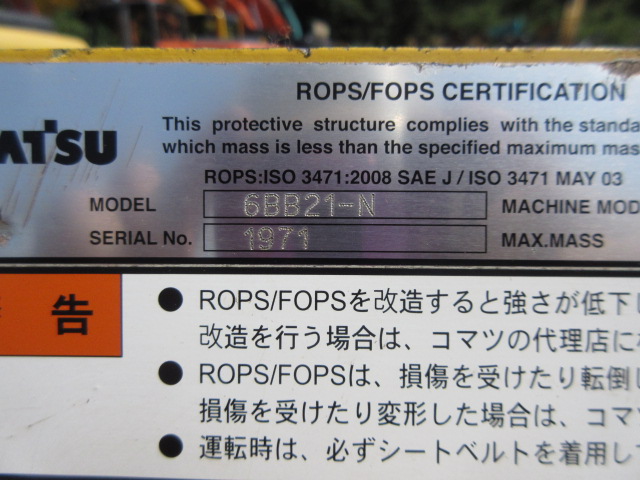 ROPS/FOPS CERTIFICATION
This protective structure complies with the standa
which mass is less than the specified maximum mas
MATSU
ROPS:ISO 3471:2008 SAE J / ISO 3471 MAY 03
MODEL 6BB21-N MACHINE MOD
SERIAL No. 1971 MAX.MASS
告
● ROPS/FOPSを改造すると強さが低下し
改造を行う場合は、コマツの代理店に
● ROPS/FOPSは、損傷を受けたり転倒し
損傷を受けたり変形した場合は、コマ
● 運転時は、必ずシートベルトを着用し